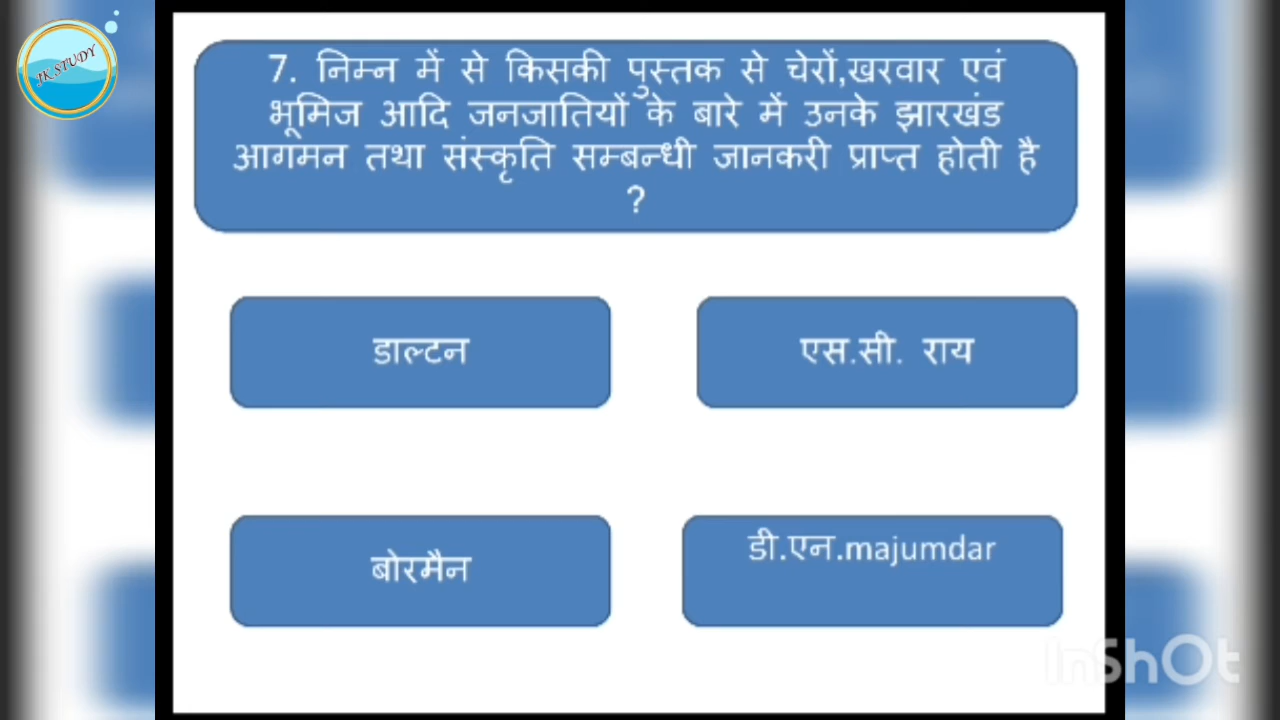 JK STUDY
7. निम्न में से किसकी पुस्तक से चेरों,खरवार एवं
भूमिज आदि जनजातियों के बारे में उनके झारखंड
आगमन तथा संस्कृति सम्बन्धी जानकरी प्राप्त होती है
?
डाल्टन
एस.सी. राय
बोरमैन
डी.एन.majumdar
InShOt